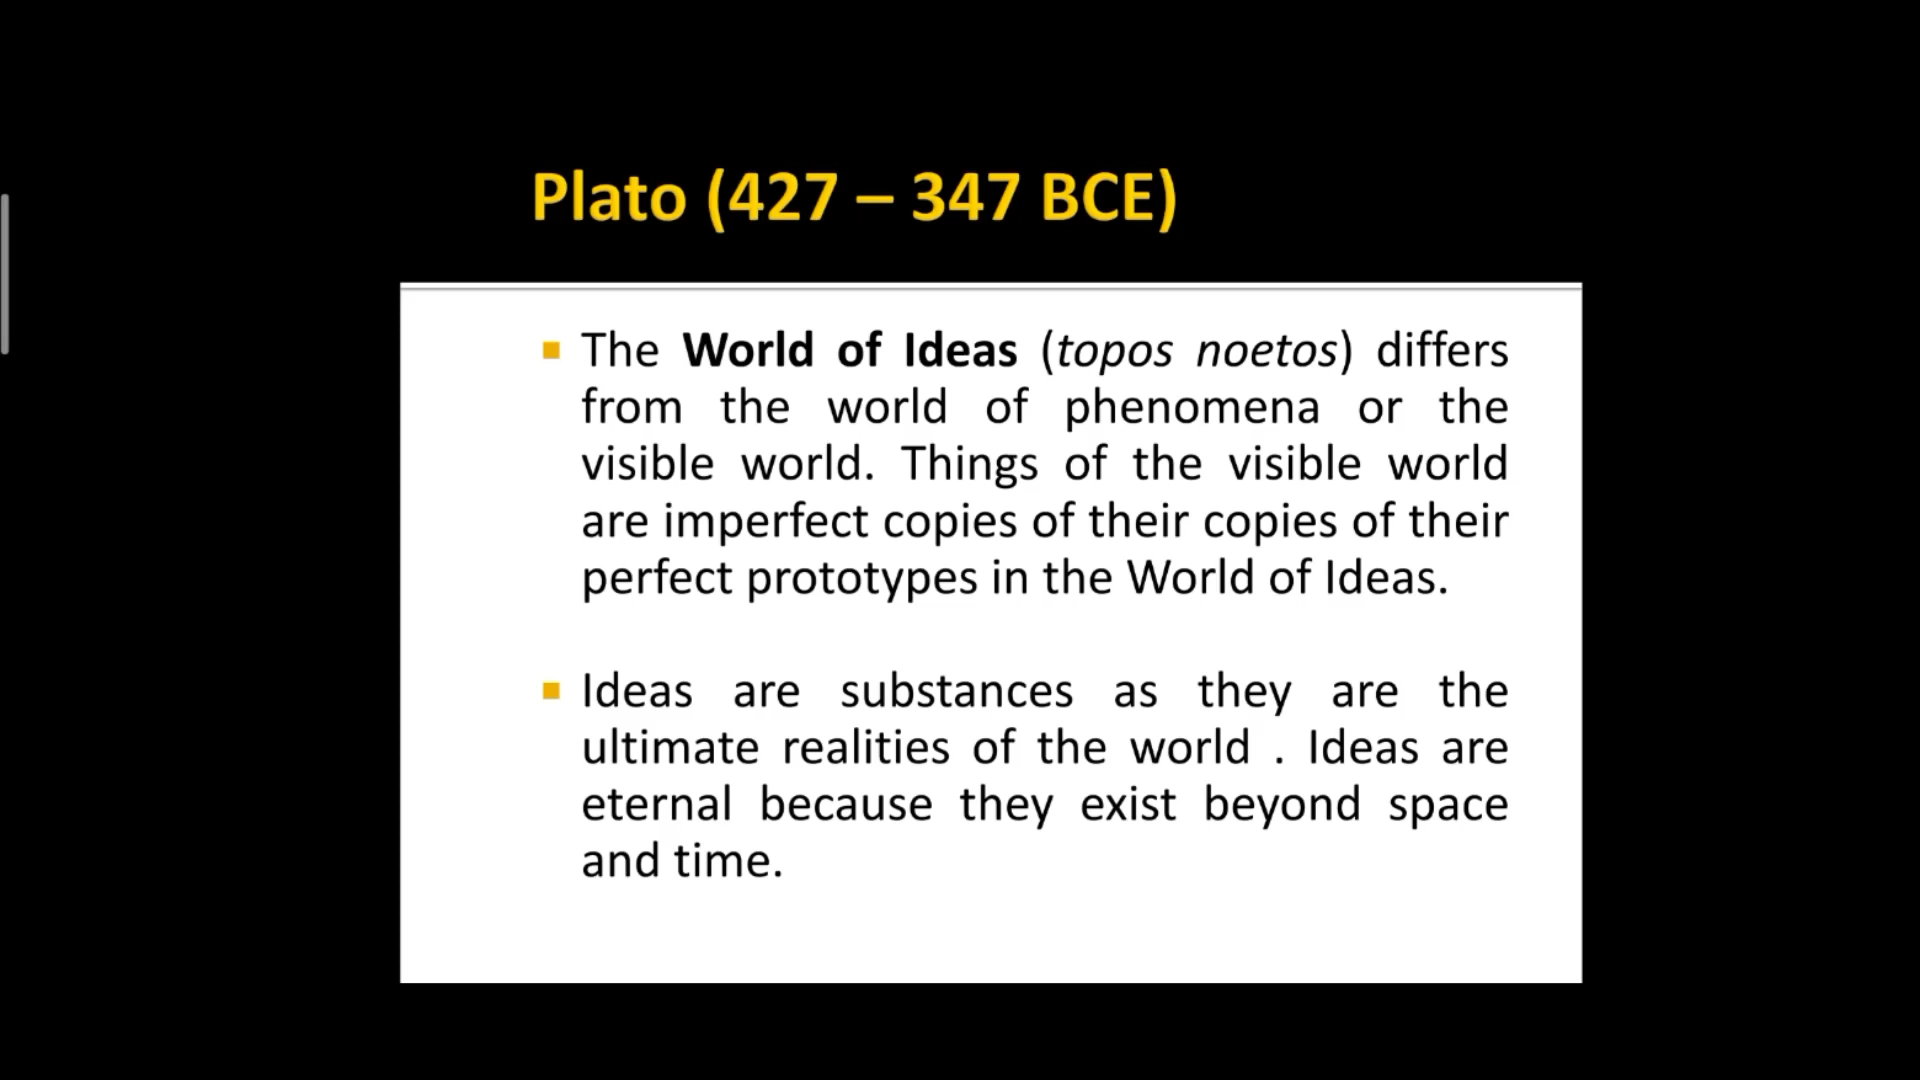 Plato (427 – 347 BCE)
The World of Ideas (topos noetos) differs
from the world of phenomena or the
visible world. Things of the visible world
are imperfect copies of their copies of their
perfect prototypes in the World of Ideas.
Ideas are substances as they are the
ultimate realities of the world . Ideas are
eternal because they exist beyond space
and time.